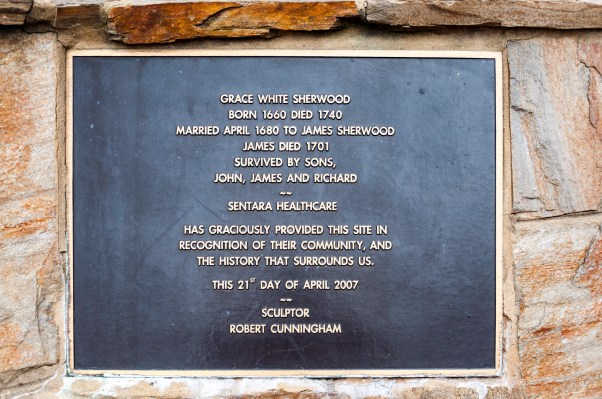 GRACE WHITE SHERWOOD
BORN 1660 DIED 1740
MARRIED APRIL 1680 TO JAMES SHERWOOD
JAMES DIED 1701
SURVIVED BY SONS,
JOHN, JAMES AND RICHARD
~~
SENTARA HEALTHCARE
HAS GRACIOUSLY PROVIDED THIS SITE IN
RECOGNITION OF THEIR COMMUNITY, AND
THE HISTORY THAT SURROUNDS US.
THIS 21ST DAY OF APRIL 2007
~~
SCULPTOR
ROBERT CUNNINGHAM